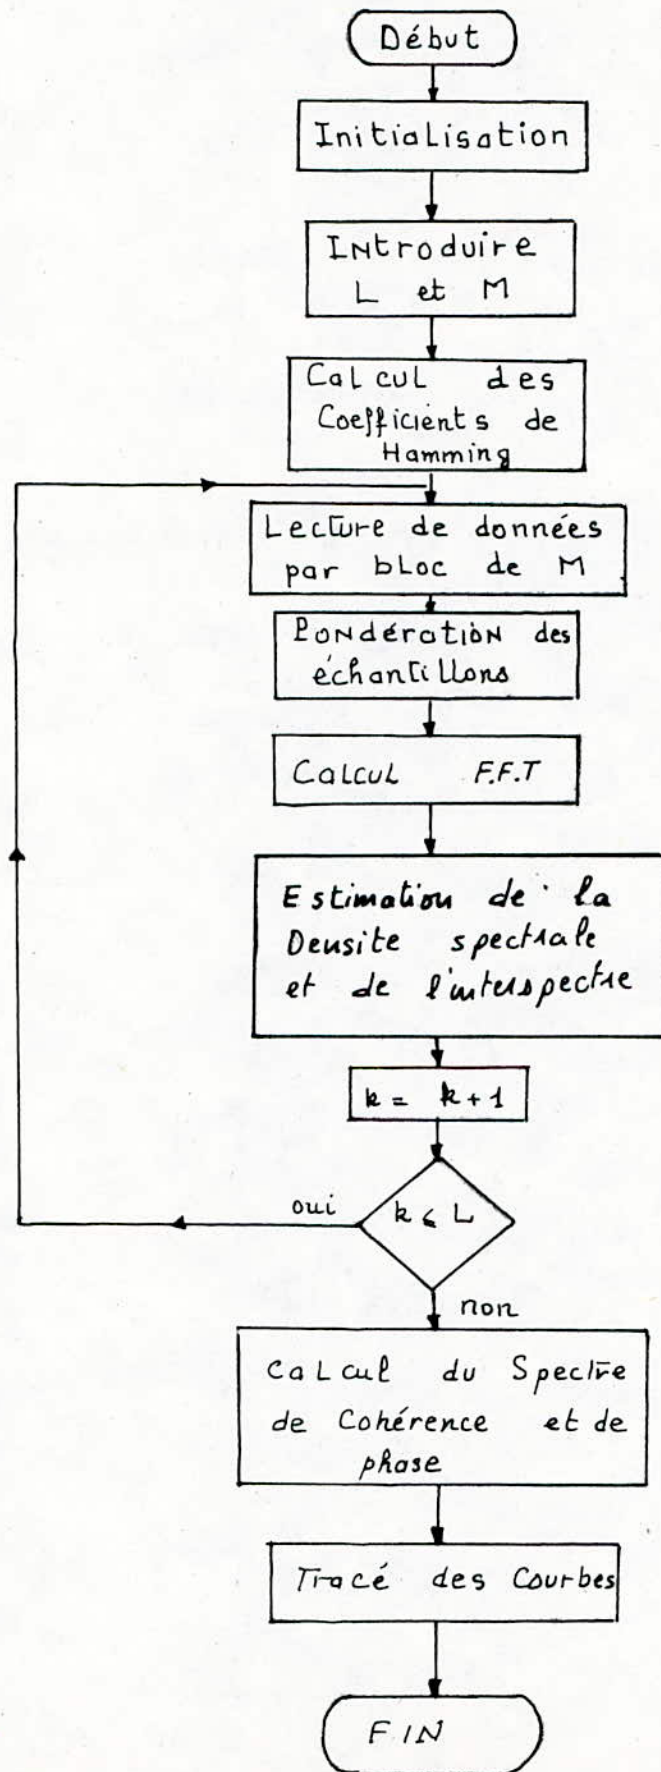 Début
Initialisation
Introduire
L et M
Calcul des
Coefficients de
Hamming
Lecture de données
par bloc de M
Pondération des
échantillons
Calcul F.F.T
Estimation de la
Densite spectrale
et de l'interspectre
k = k + 1
oui
k ⩽ L
non
Calcul du Spectre
de Cohérence et de
phase
Tracé des Courbes
FIN